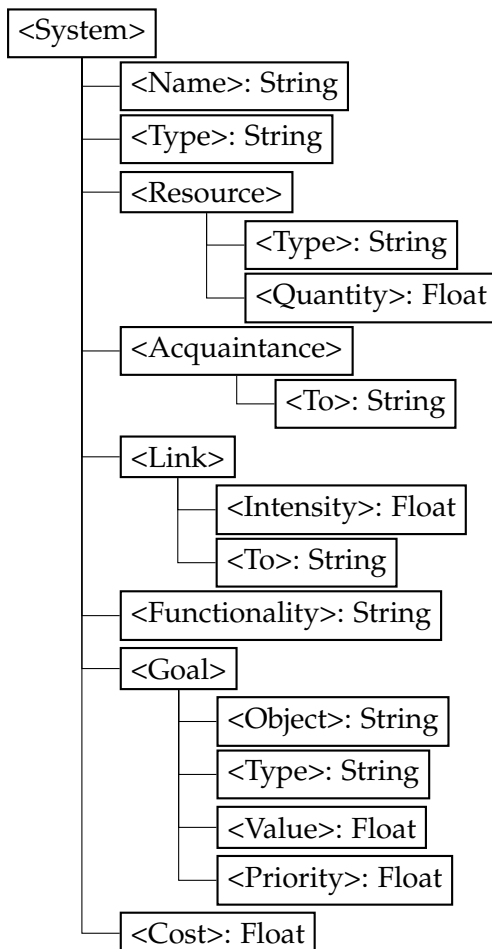 <System>
<Name>: String
<Type>: String
<Resource>
<Type>: String
<Quantity>: Float
<Acquaintance>
<To>: String
<Link>
<Intensity>: Float
<To>: String
<Functionality>: String
<Goal>
<Object>: String
<Type>: String
<Value>: Float
<Priority>: Float
<Cost>: Float